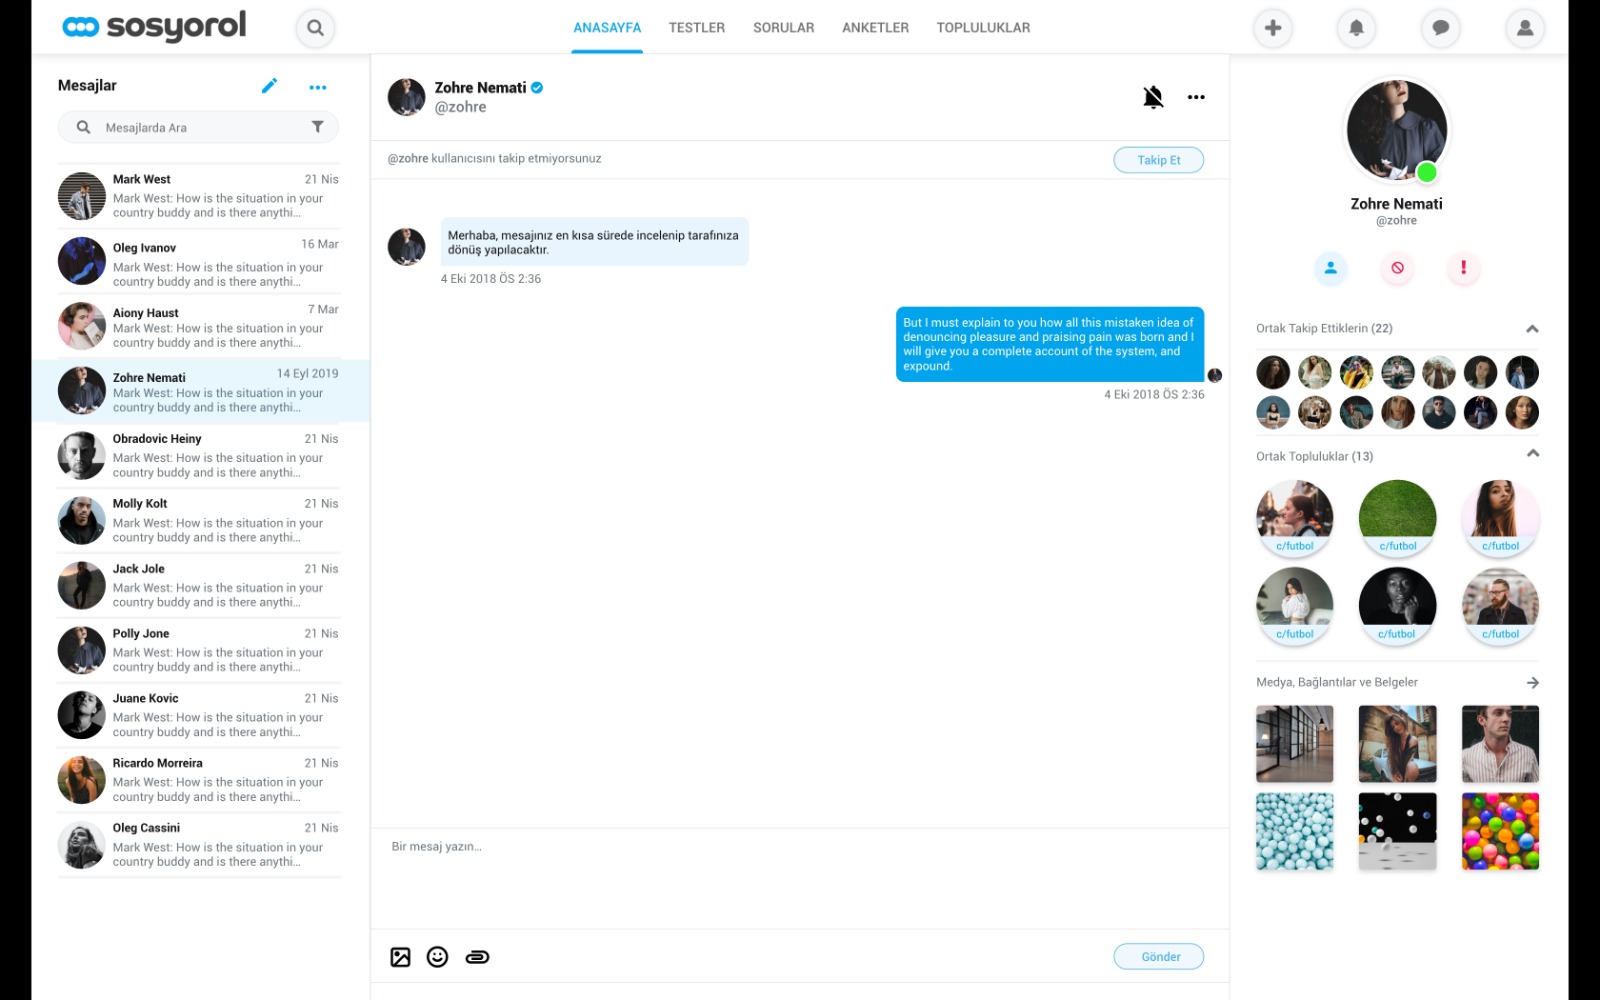 sosyorol
ANASAYFA TESTLER SORULAR ANKETLER TOPLULUKLAR
Mesajlar
Mesajlarda Ara
Mark West 21 Nis
Mark West: How is the situation in your
country buddy and is there anythi...
Oleg Ivanov 16 Mar
Mark West: How is the situation in your
country buddy and is there anythi...
Aiony Haust 7 Mar
Mark West: How is the situation in your
country buddy and is there anythi...
Zohre Nemati 14 Eyl 2019
Mark West: How is the situation in your
country buddy and is there anythi...
Obradovic Heiny 21 Nis
Mark West: How is the situation in your
country buddy and is there anythi...
Molly Kolt 21 Nis
Mark West: How is the situation in your
country buddy and is there anythi...
Jack Jole 21 Nis
Mark West: How is the situation in your
country buddy and is there anythi...
Polly Jone 21 Nis
Mark West: How is the situation in your
country buddy and is there anythi...
Juane Kovic 21 Nis
Mark West: How is the situation in your
country buddy and is there anythi...
Ricardo Morreira 21 Nis
Mark West: How is the situation in your
country buddy and is there anythi...
Oleg Cassini 21 Nis
Mark West: How is the situation in your
country buddy and is there anythi...
Zohre Nemati
@zohre
@zohre kullanıcısını takip etmiyorsunuz
Takip Et
Merhaba, mesajınız en kısa sürede incelenip tarafınıza
dönüş yapılacaktır.
4 Eki 2018 ÖS 2:36
But I must explain to you how all this mistaken idea of
denouncing pleasure and praising pain was born and I
will give you a complete account of the system, and
expound.
4 Eki 2018 ÖS 2:36
Bir mesaj yazın...
Gönder
Zohre Nemati
@zohre
Ortak Takip Ettiklerin (22)
Ortak Topluluklar (13)
c/futbol c/futbol c/futbol
c/futbol c/futbol c/futbol
Medya, Bağlantılar ve Belgeler